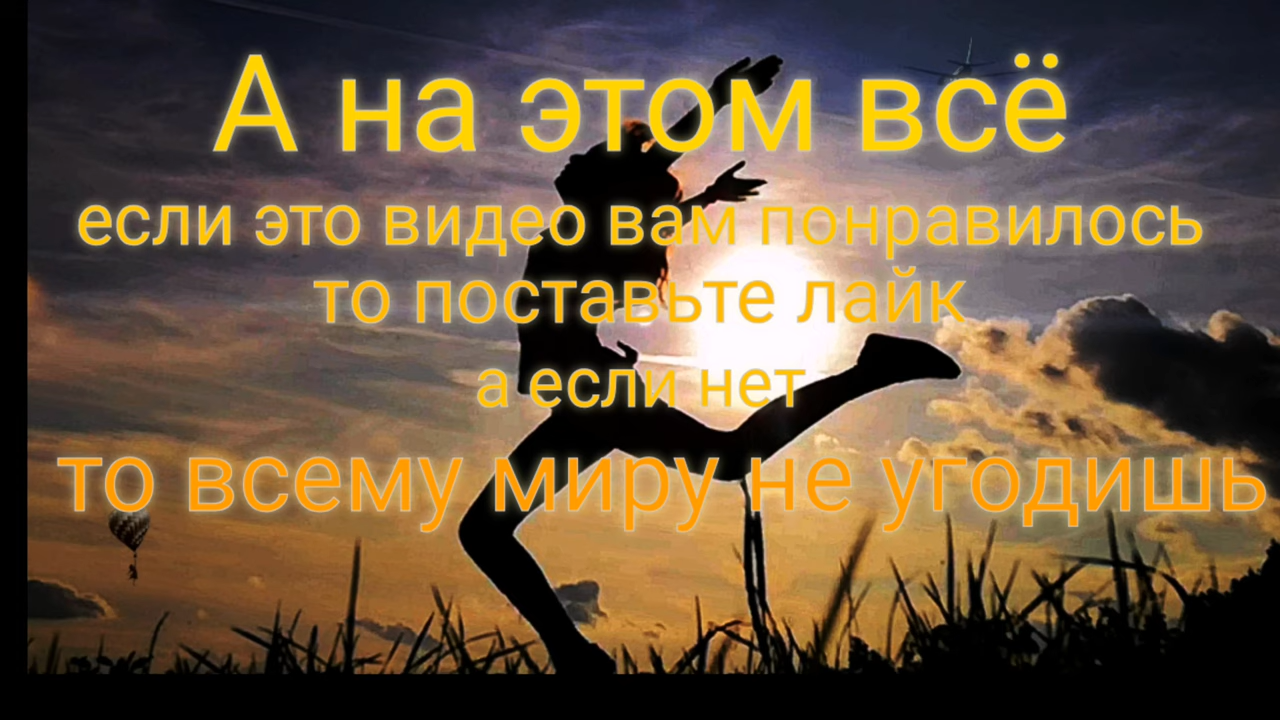 А на этом всё
если это видео вам понравилось
то поставьте лайк
а если нет
то всему миру не угодишь